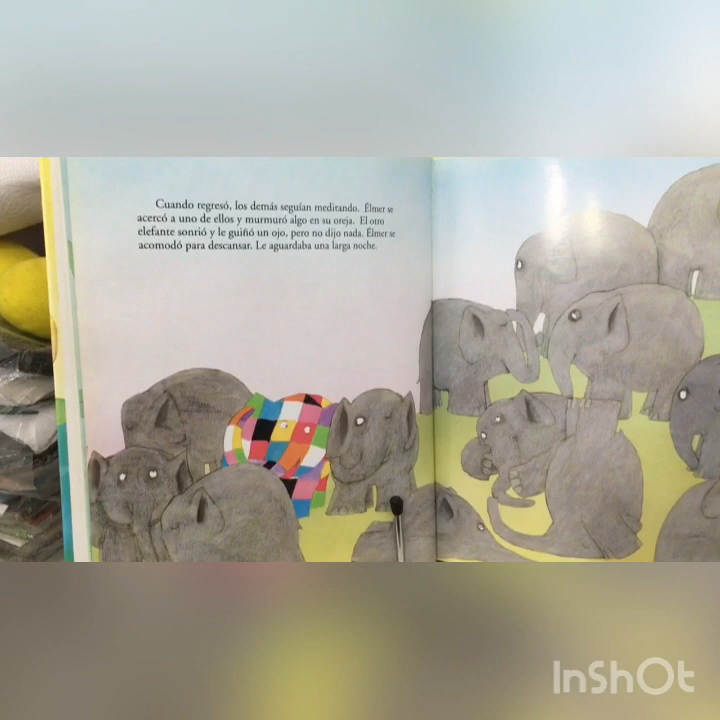 Cuando regresó, los demás seguían meditando. Élmer se
acercó a uno de ellos y murmuró algo en su oreja. El otro
elefante sonrió y le guiñó un ojo, pero no dijo nada. Élmer se
acomodó para descansar. Le aguardaba una larga noche.
InShOt